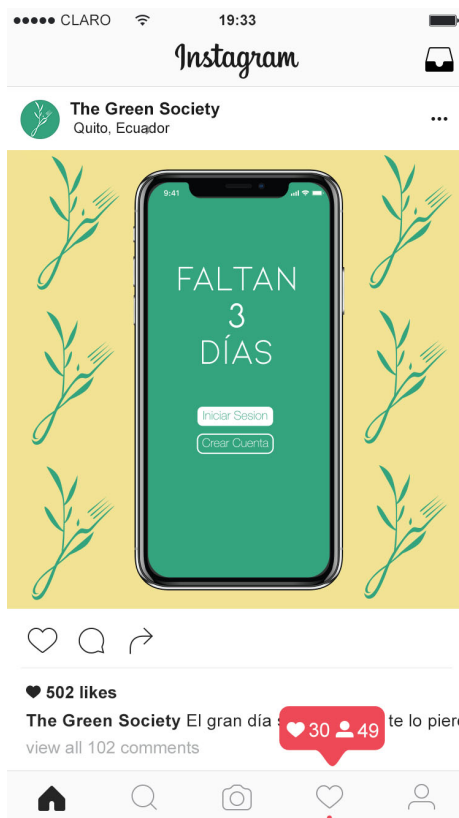 CLARO 19:33
Instagram
The Green Society
Quito, Ecuador
9:41
FALTAN
3
DÍAS
Iniciar Sesion
Crear Cuenta
502 likes
The Green Society El gran día te lo
30 49
view all 102 comments